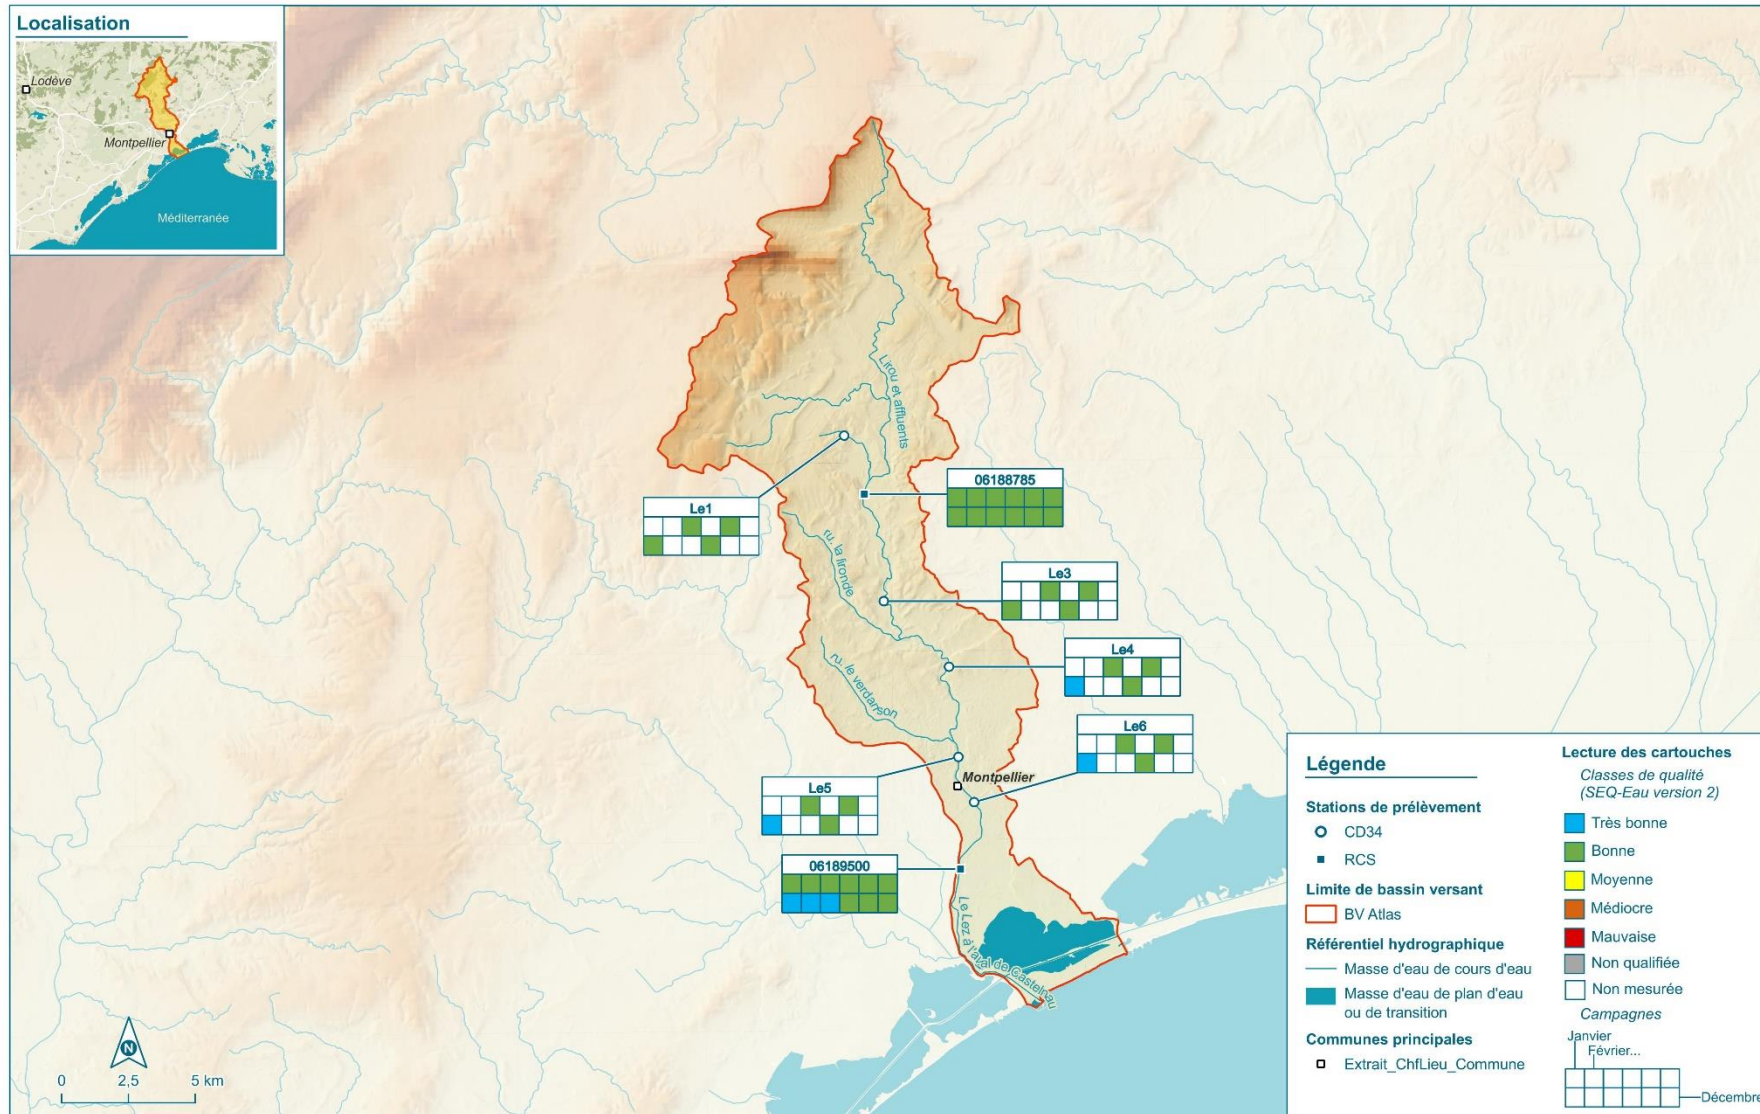 Localisation
Lodève
Montpellier
Méditerranée
Lirou et affluents
06188785
Le1
ru. la lironde
Le3
Le4
ru. le verdanson
Le6
Montpellier
Le5
06189500
Le Lez à l'aval de Castelnau
N
0 2,5 5 km
Légende
Stations de prélèvement
CD34
RCS
Limite de bassin versant
BV Atlas
Référentiel hydrographique
Masse d'eau de cours d'eau
Masse d'eau de plan d'eau
ou de transition
Communes principales
Extrait_ChfLieu_Commune
Lecture des cartouches
Classes de qualité
(SEQ-Eau version 2)
Très bonne
Bonne
Moyenne
Médiocre
Mauvaise
Non qualifiée
Non mesurée
Campagnes
Janvier
Février...
Décembre